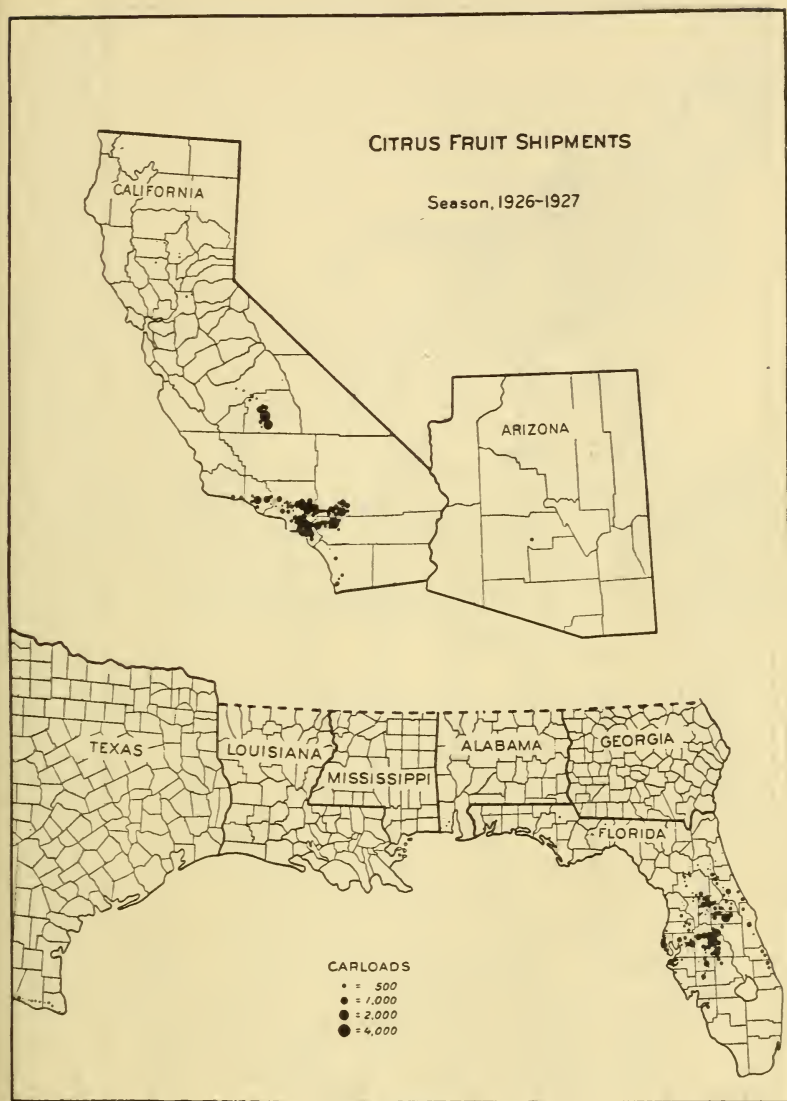 CITRUS FRUIT SHIPMENTS
Season, 1926-1927
CALIFORNIA
ARIZONA
TEXAS
LOUISIANA
MISSISSIPPI
ALABAMA
GEORGIA
FLORIDA
CARLOADS
• = 500
• = 1,000
• = 2,000
• = 4,000